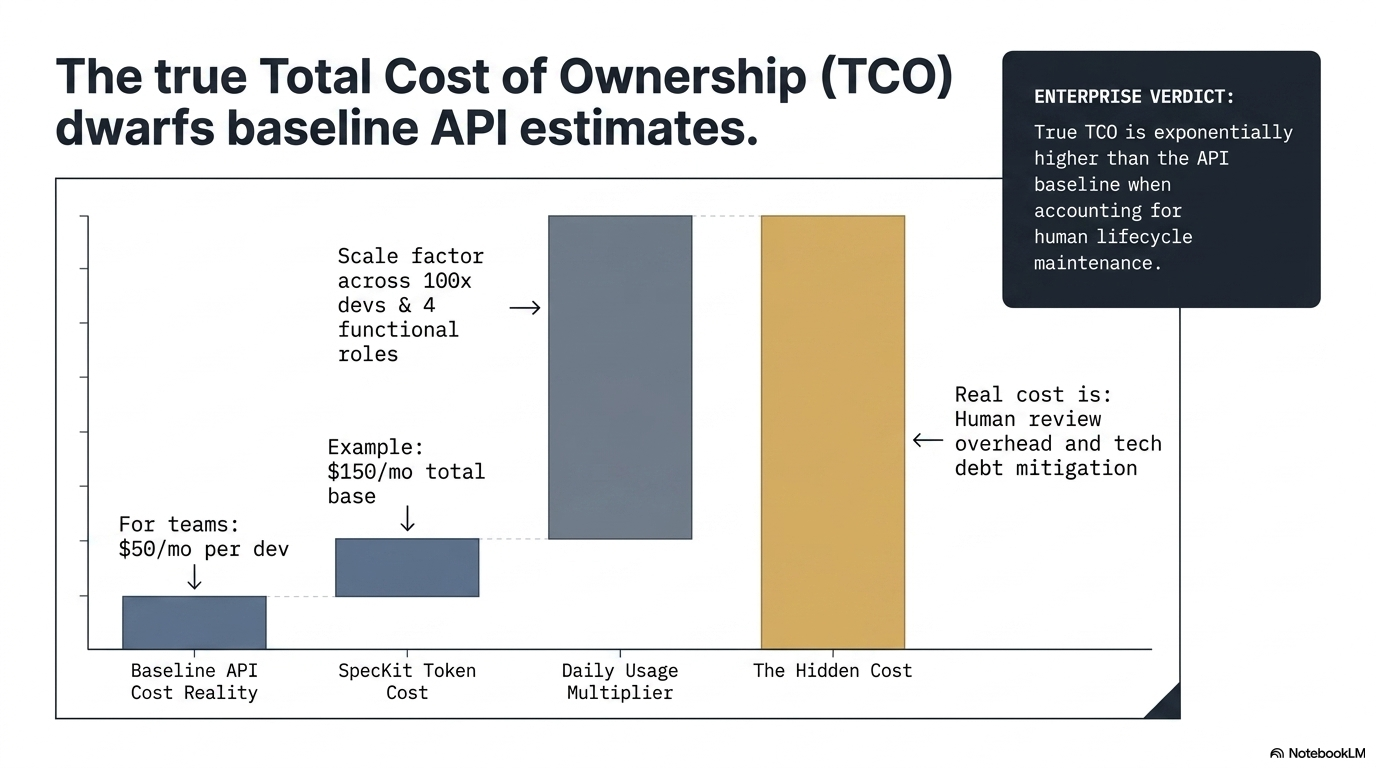 The true Total Cost of Ownership (TCO)
dwarfs baseline API estimates.
ENTERPRISE VERDICT:
True TCO is exponentially
higher than the API
baseline when
accounting for
human lifecycle
maintenance.
Scale factor
across 100x
devs & 4
functional
roles
Example:
$150/mo total
base
For teams:
$50/mo per dev
Real cost is:
Human review
overhead and tech
debt mitigation
Baseline API
Cost Reality
SpecKit Token
Cost
Daily Usage
Multiplier
The Hidden Cost
NotebookLM